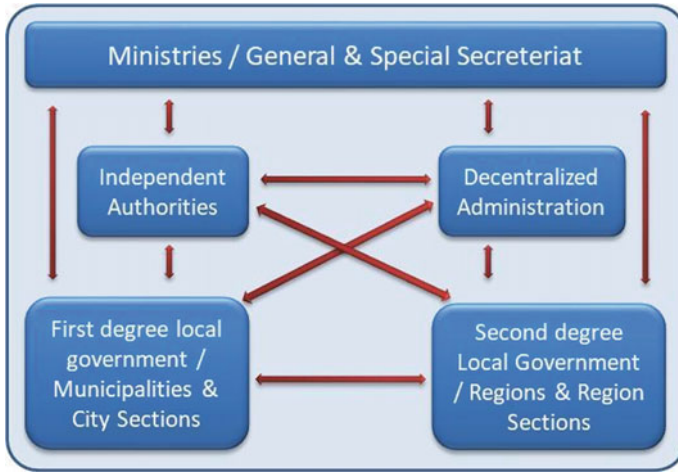 Ministries / General & Special Secreteriat
Independent
Authorities
Decentralized
Administration
First degree local
government /
Municipalities &
City Sections
Second degree
Local Government
/ Regions & Region
Sections